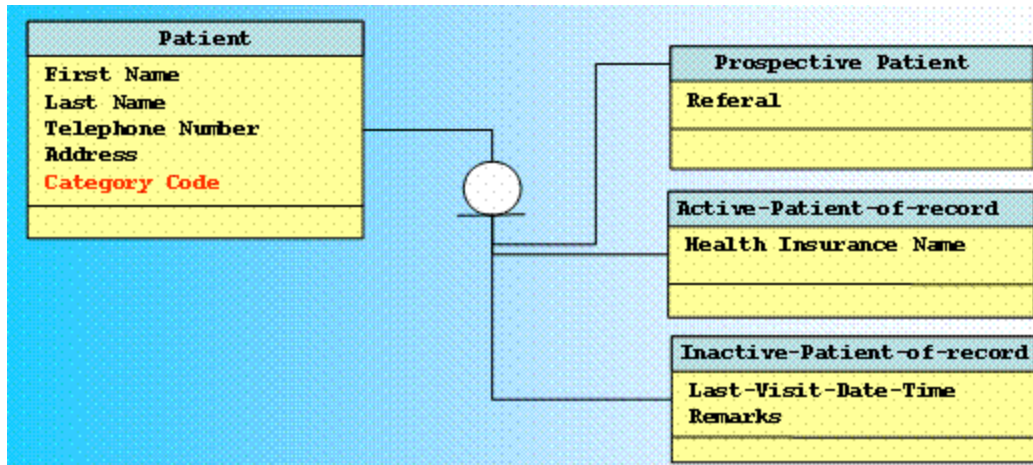 Patient
First Name
Last Name
Telephone Number
Address
Category Code
Prospective Patient
Referal
Active-Patient-of-record
Health Insurance Name
Inactive-Patient-of-record
Last-Visit-Date-Time
Remarks